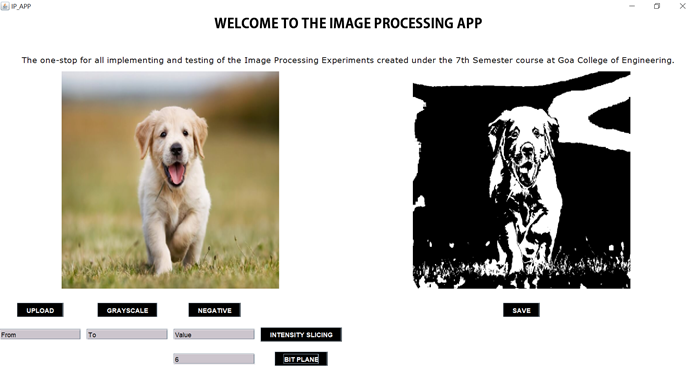 IP_APP
WELCOME TO THE IMAGE PROCESSING APP
The one-stop for all implementing and testing of the Image Processing Experiments created under the 7th Semester course at Goa College of Engineering.
UPLOAD GRAYSCALE NEGATIVE SAVE
From To Value INTENSITY SLICING
6 BIT PLANE